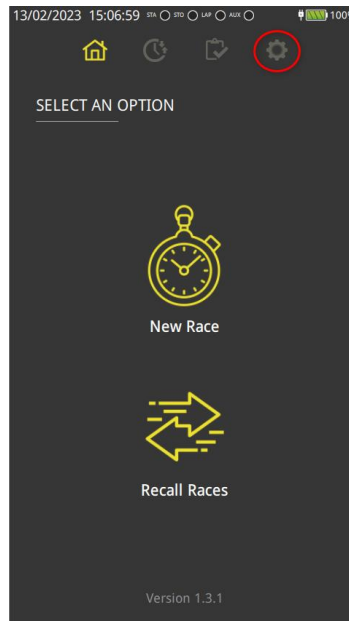 13/02/2023 15:06:59 STA STO LAP AUX 100%
SELECT AN OPTION
New Race
Recall Races
Version 1.3.1